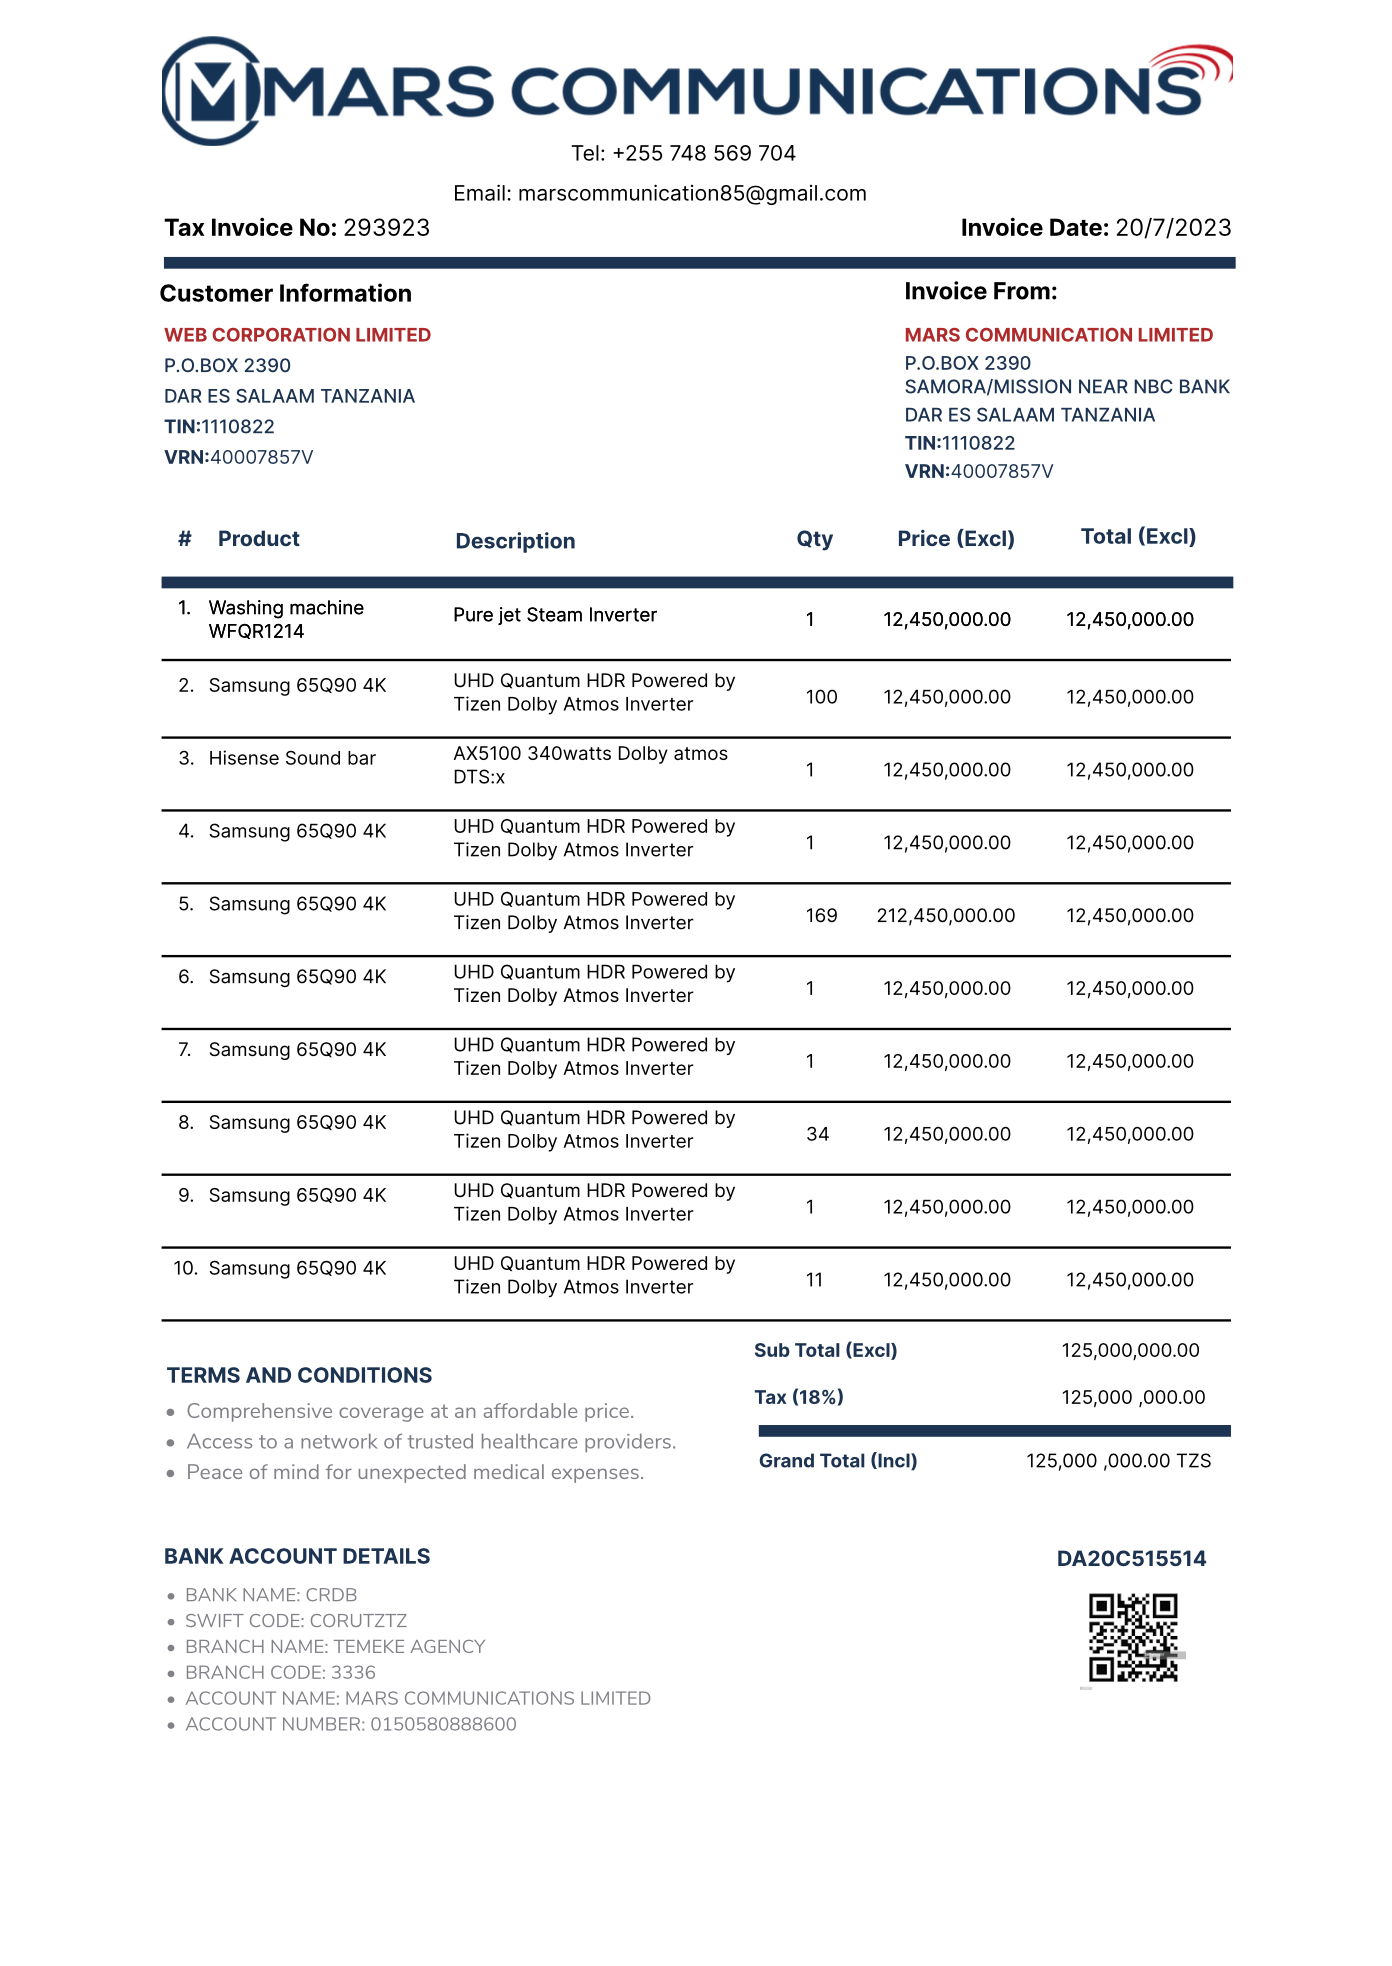 MARS COMMUNICATIONS
Tel: +255 748 569 704
Email: marscommunication85@gmail.com
Tax Invoice No: 293923
Invoice Date: 20/7/2023
Customer Information
WEB CORPORATION LIMITED
P.O.BOX 2390
DAR ES SALAAM TANZANIA
TIN:1110822
VRN:40007857V
Invoice From:
MARS COMMUNICATION LIMITED
P.O.BOX 2390
SAMORA/MISSION NEAR NBC BANK
DAR ES SALAAM TANZANIA
TIN:1110822
VRN:40007857V
# Product Description Qty Price (Excl) Total (Excl)
1. Washing machine Pure jet Steam Inverter 1 12,450,000.00 12,450,000.00
WFQR1214
2. Samsung 65Q90 4K UHD Quantum HDR Powered by 100 12,450,000.00 12,450,000.00
Tizen Dolby Atmos Inverter
3. Hisense Sound bar AX5100 340watts Dolby atmos 1 12,450,000.00 12,450,000.00
DTS:x
4. Samsung 65Q90 4K UHD Quantum HDR Powered by 1 12,450,000.00 12,450,000.00
Tizen Dolby Atmos Inverter
5. Samsung 65Q90 4K UHD Quantum HDR Powered by 169 212,450,000.00 12,450,000.00
Tizen Dolby Atmos Inverter
6. Samsung 65Q90 4K UHD Quantum HDR Powered by 1 12,450,000.00 12,450,000.00
Tizen Dolby Atmos Inverter
7. Samsung 65Q90 4K UHD Quantum HDR Powered by 1 12,450,000.00 12,450,000.00
Tizen Dolby Atmos Inverter
8. Samsung 65Q90 4K UHD Quantum HDR Powered by 34 12,450,000.00 12,450,000.00
Tizen Dolby Atmos Inverter
9. Samsung 65Q90 4K UHD Quantum HDR Powered by 1 12,450,000.00 12,450,000.00
Tizen Dolby Atmos Inverter
10. Samsung 65Q90 4K UHD Quantum HDR Powered by 11 12,450,000.00 12,450,000.00
Tizen Dolby Atmos Inverter
Sub Total (Excl) 125,000,000.00
Tax (18%) 125,000 ,000.00
Grand Total (Incl) 125,000 ,000.00 TZS
TERMS AND CONDITIONS
• Comprehensive coverage at an affordable price.
• Access to a network of trusted healthcare providers.
• Peace of mind for unexpected medical expenses.
BANK ACCOUNT DETAILS
• BANK NAME: CRDB
• SWIFT CODE: CORUTZTZ
• BRANCH NAME: TEMEKE AGENCY
• BRANCH CODE: 3336
• ACCOUNT NAME: MARS COMMUNICATIONS LIMITED
• ACCOUNT NUMBER: 0150580888600
DA20C515514